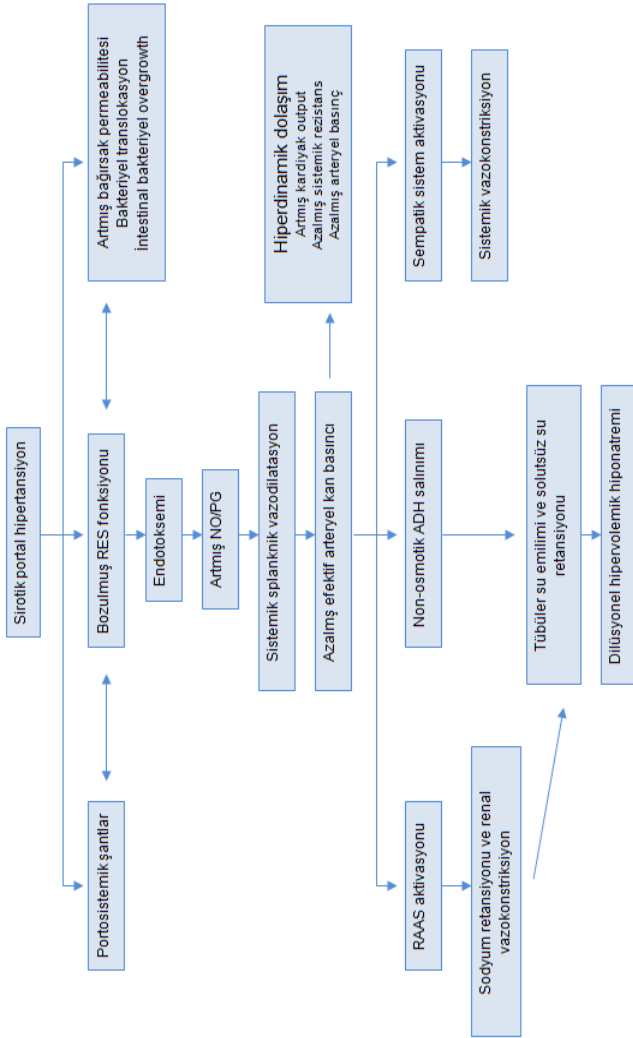 Sirotik portal hipertansiyon
Portosistemik şantlar
Bozulmuş RES fonksiyonu
Artmış bağırsak permeabilitesi
Bakteriyel translokasyon
İntestinal bakteriyel overgrowth
Endotoksemi
Artmış NO/PG
Sistemik splanknik vazodilatasyon
Azalmş efektif arteryel kan basıncı
Hiperdinamik dolaşım
Artmış kardiyak output
Azalmış sistemik rezistans
Azalmış arteryel basınç
RAAS aktivasyonu
Non-osmotik ADH salınımı
Sempatik sistem aktivasyonu
Sodyum retansiyonu ve renal
vazokonstriksiyon
Sistemik vazokonstriksiyon
Tübüler su emilimi ve solutsüz su
retansiyonu
Dilüsyonel hipervolemik hiponatremi